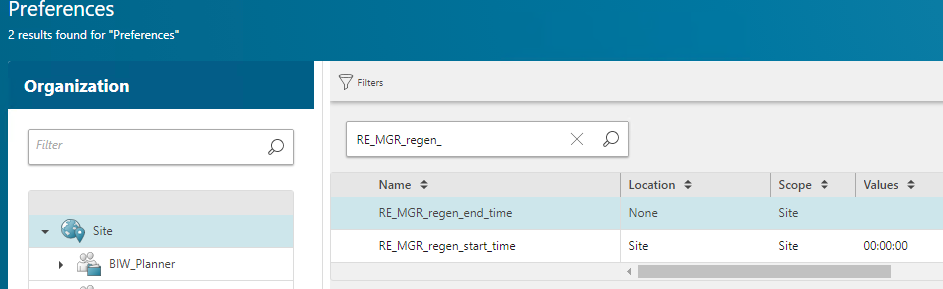 Preferences
2 results found for "Preferences"
Organization
Filter
Site
BIW_Planner
Filters
RE_MGR_regen_
Name Location Scope Values
RE_MGR_regen_end_time None Site
RE_MGR_regen_start_time Site Site 00:00:00